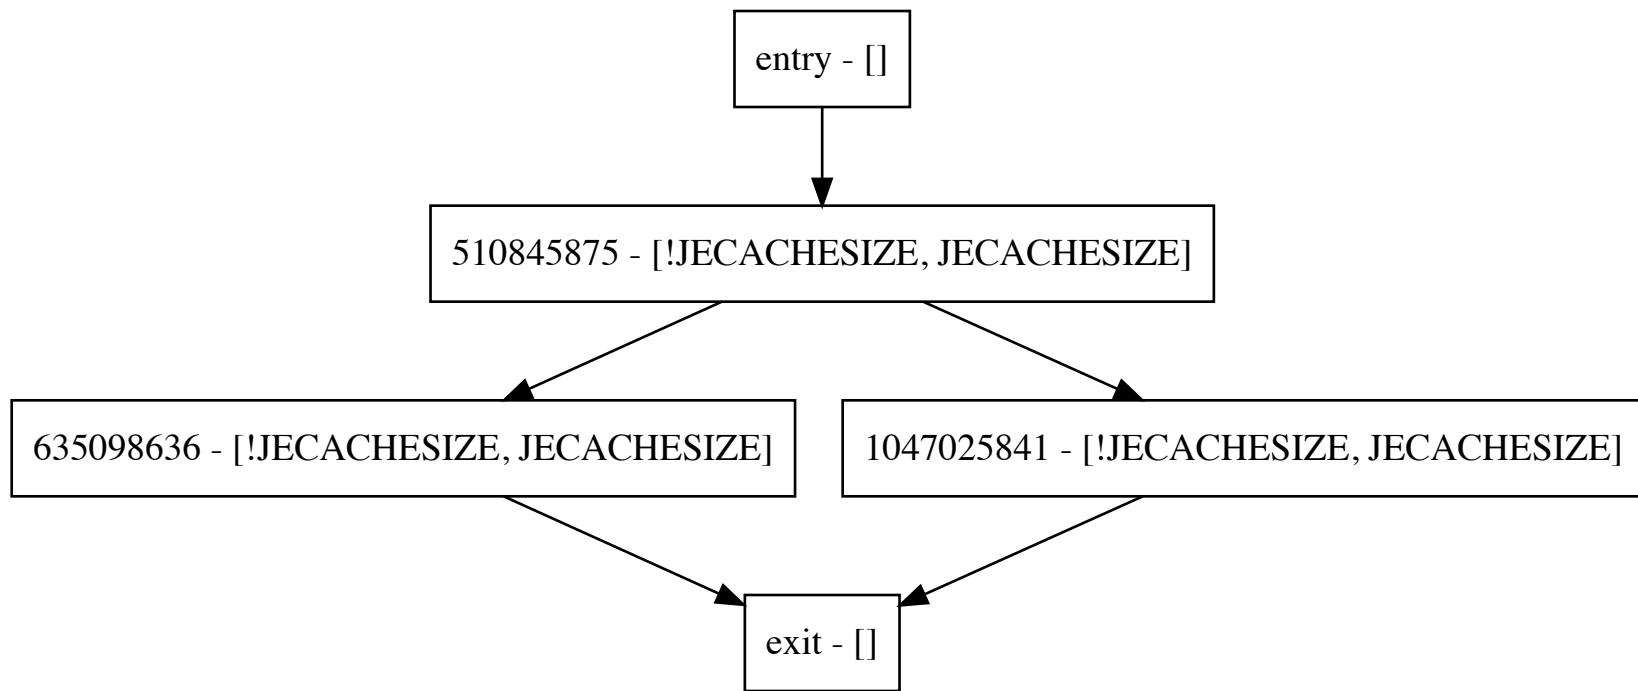 entry - []
510845875 - [!JECACHESIZE, JECACHESIZE]
635098636 - [!JECACHESIZE, JECACHESIZE]
1047025841 - [!JECACHESIZE, JECACHESIZE]
exit - []